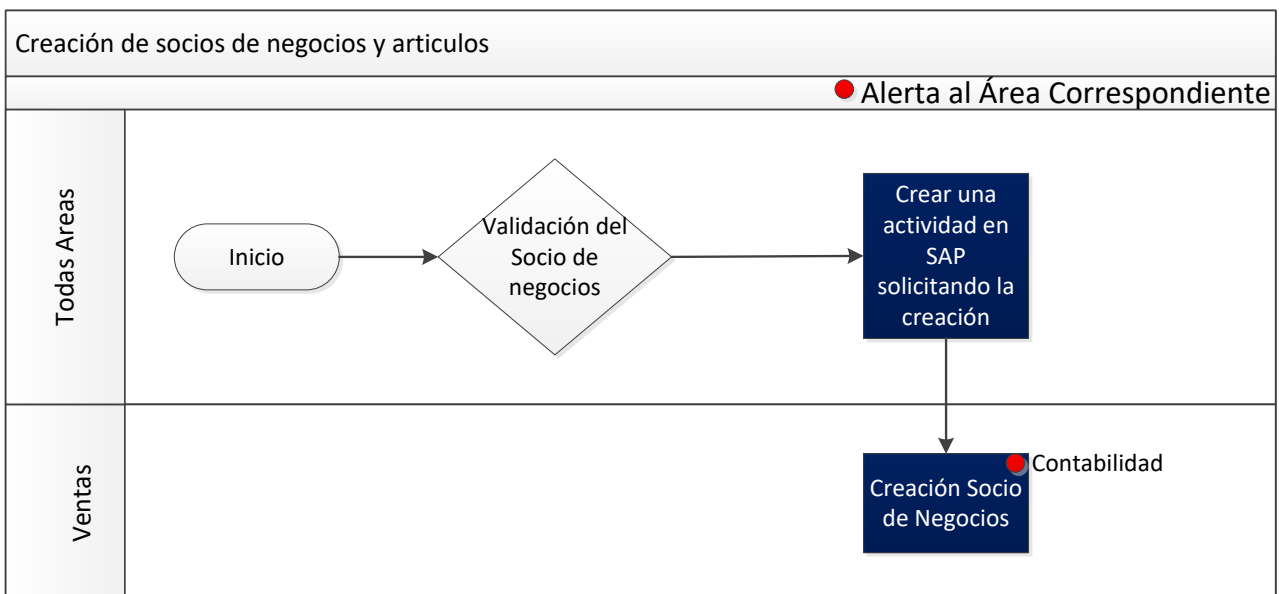 Creación de socios de negocios y articulos
Alerta al Área Correspondiente
Todas Areas
Inicio
Validación del
Socio de
negocios
Crear una
actividad en
SAP
solicitando la
creación
Ventas
Contabilidad
Creación Socio
de Negocios